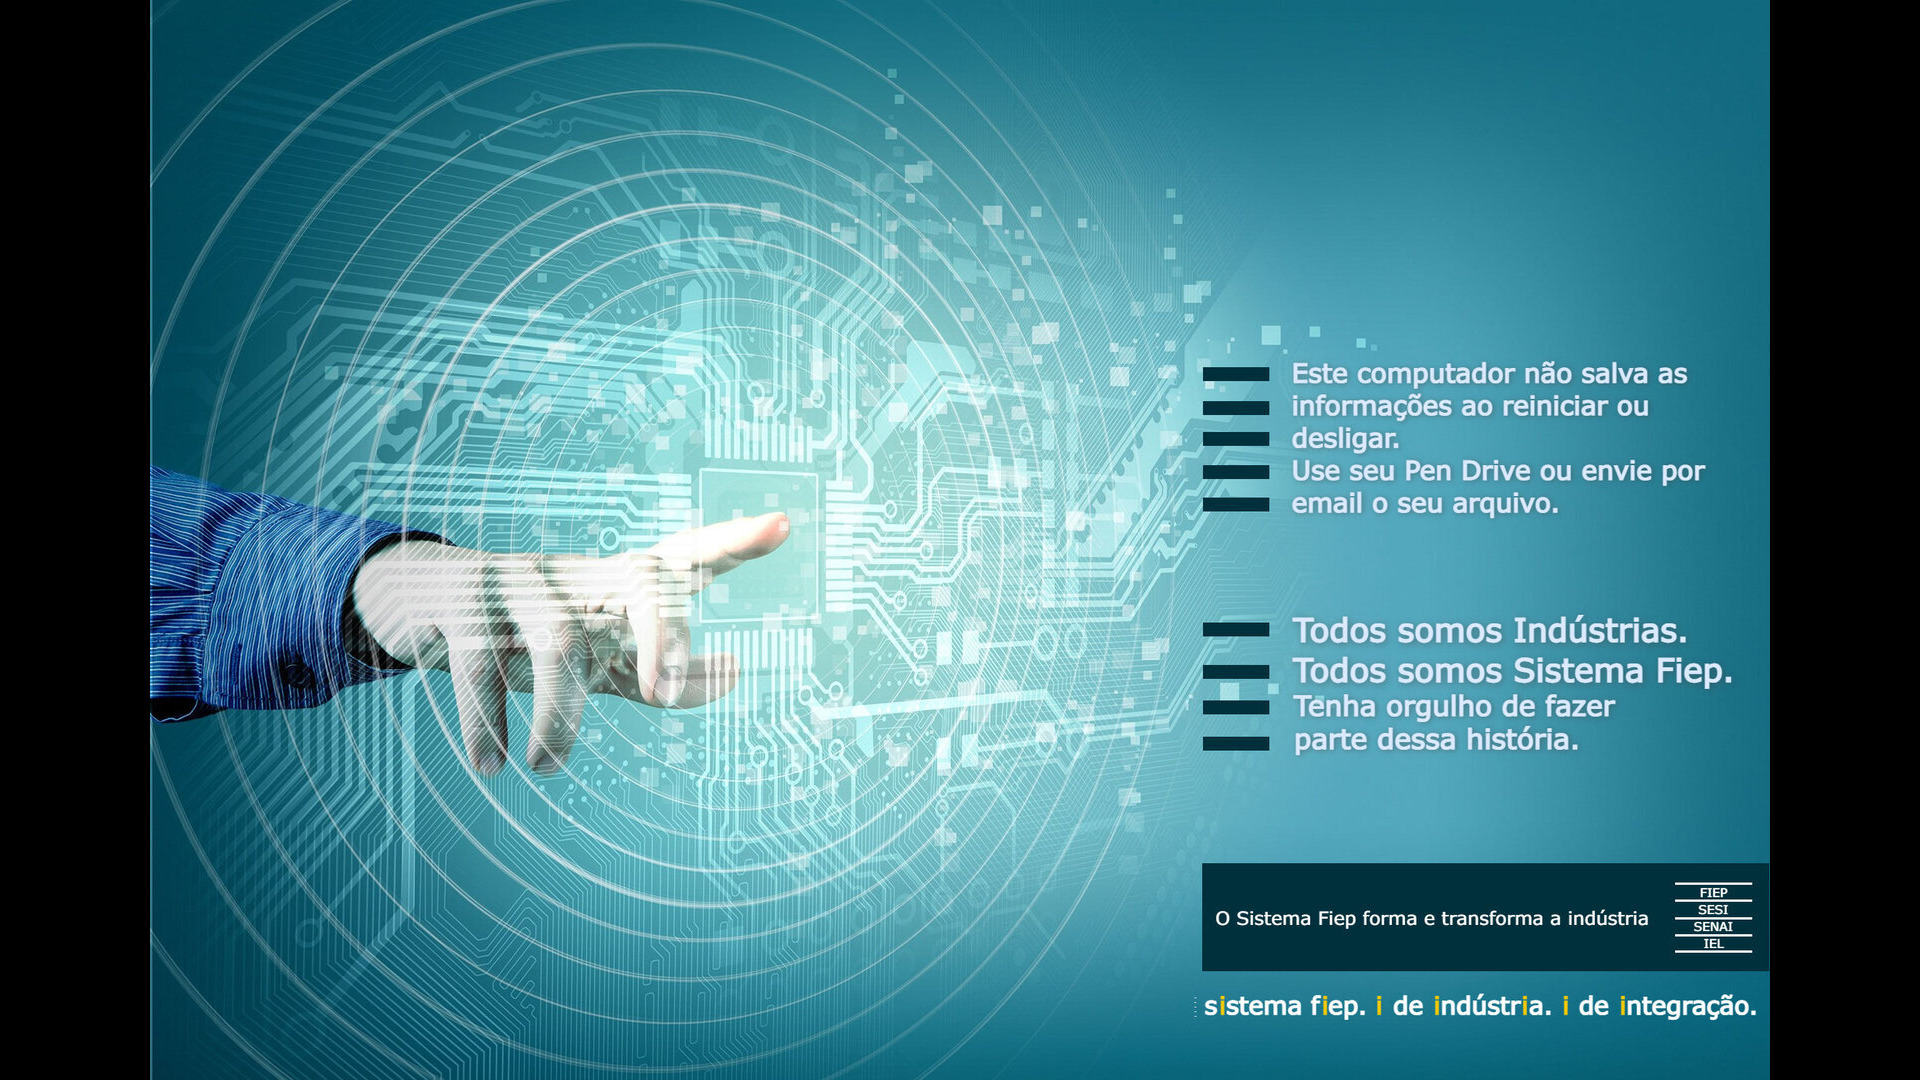 Este computador não salva as
informações ao reiniciar ou
desligar.
Use seu Pen Drive ou envie por
email o seu arquivo.
Todos somos Indústrias.
Todos somos Sistema Fiep.
Tenha orgulho de fazer
parte dessa história.
O Sistema Fiep forma e transforma a indústria
FIEP
SESI
SENAI
IEL
sistema fiep. i de indústria. i de integração.